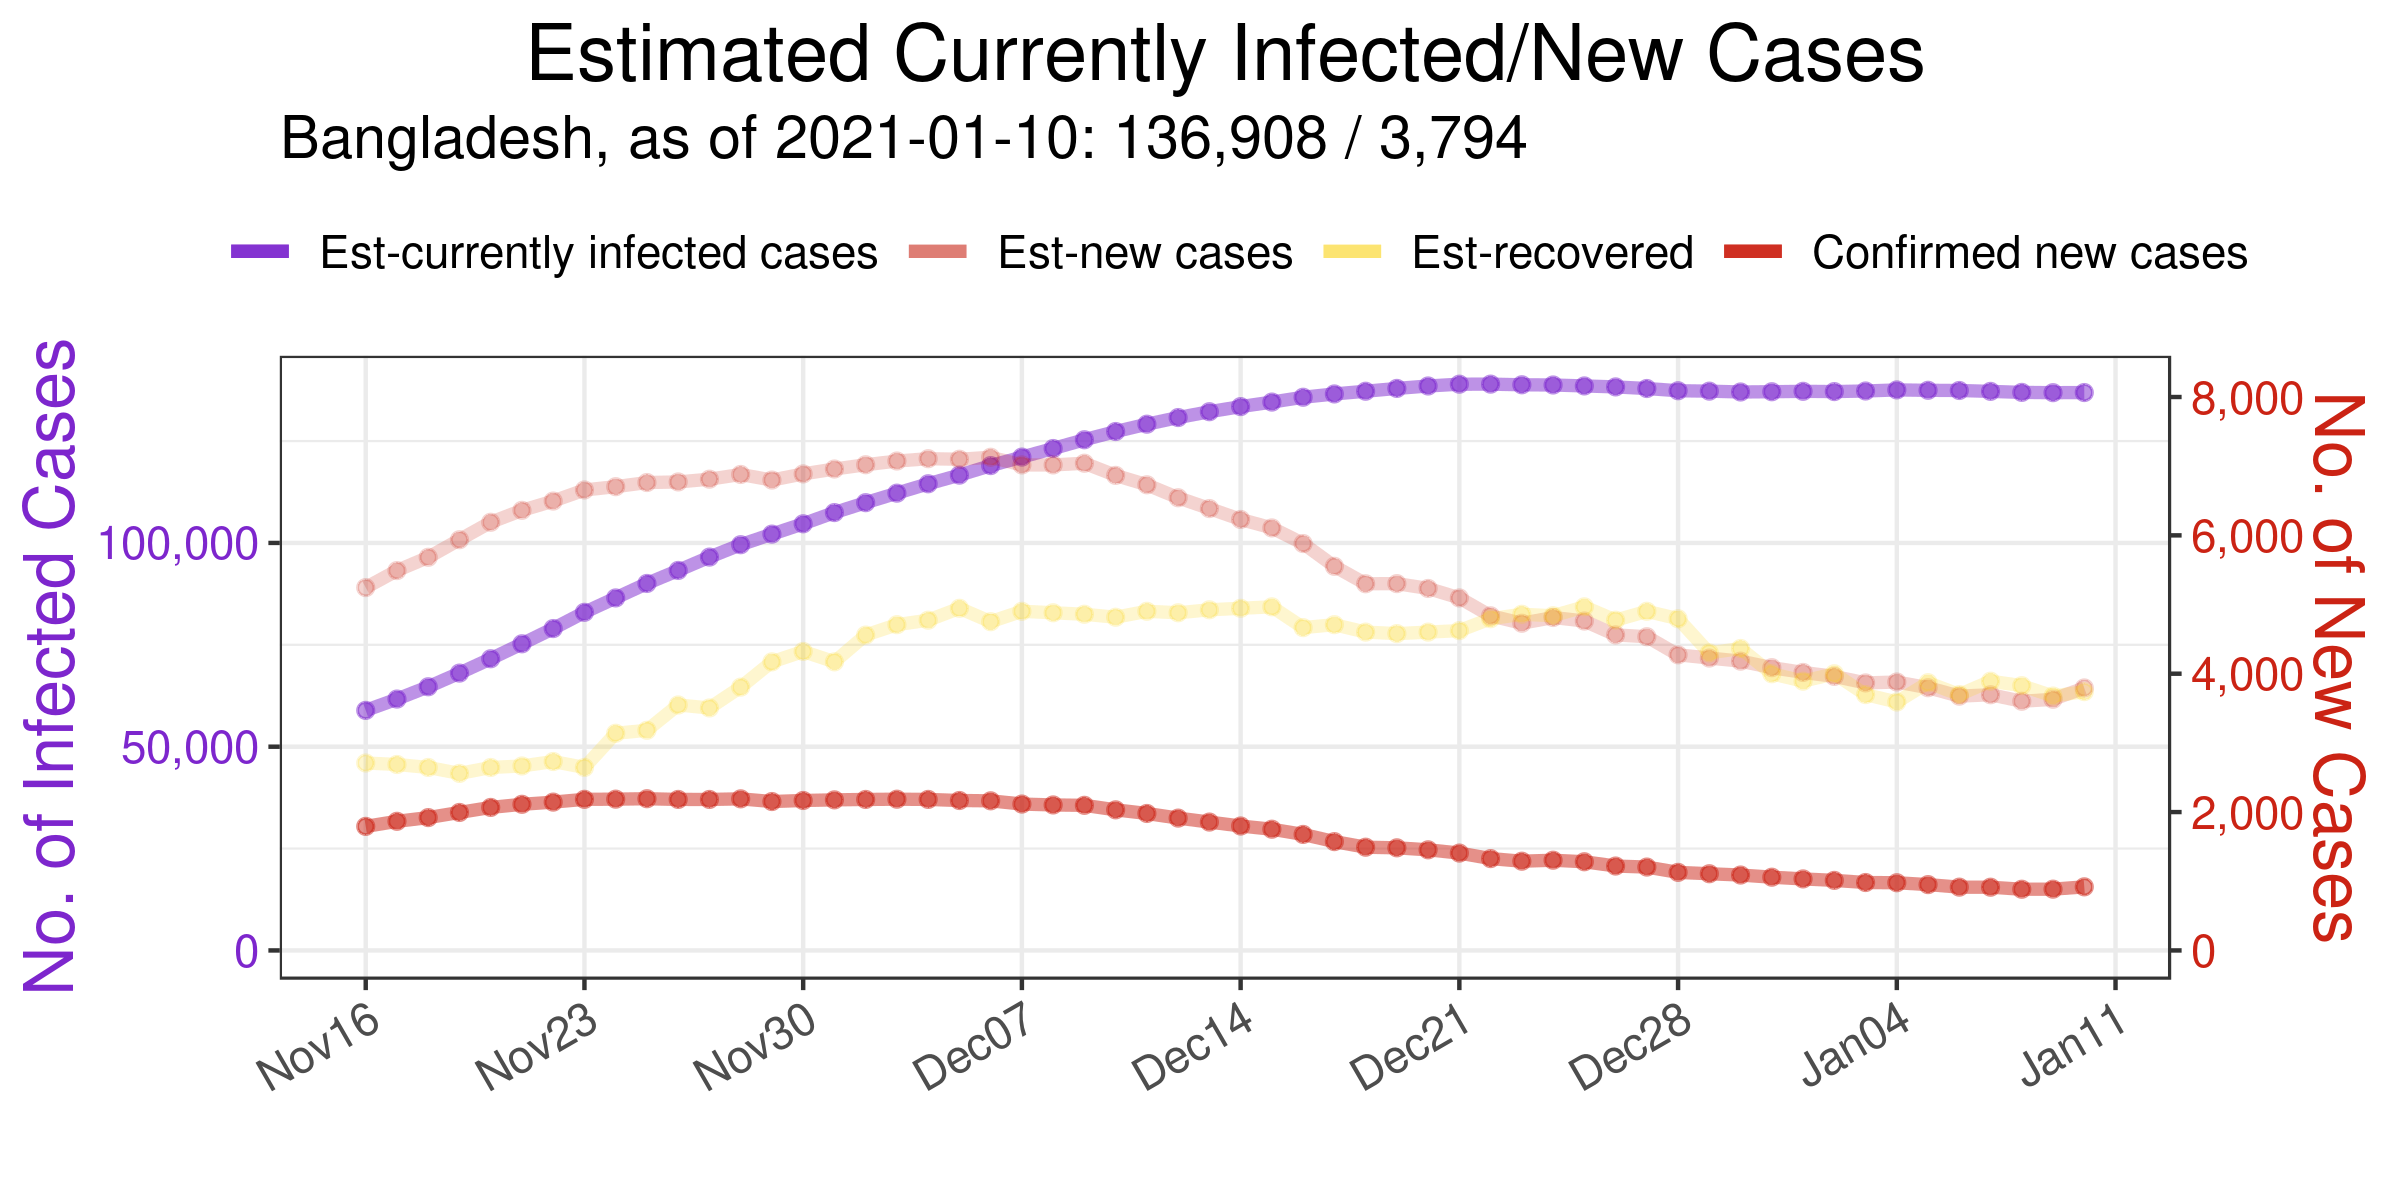 Estimated Currently Infected/New Cases
Bangladesh, as of 2021-01-10: 136,908 / 3,794
Est-currently infected cases Est-new cases Est-recovered Confirmed new cases
No. of Infected Cases
100,000
50,000
0
8,000
6,000
4,000
2,000
0
No. of New Cases
Nov16 Nov23 Nov30 Dec07 Dec14 Dec21 Dec28 Jan04 Jan11